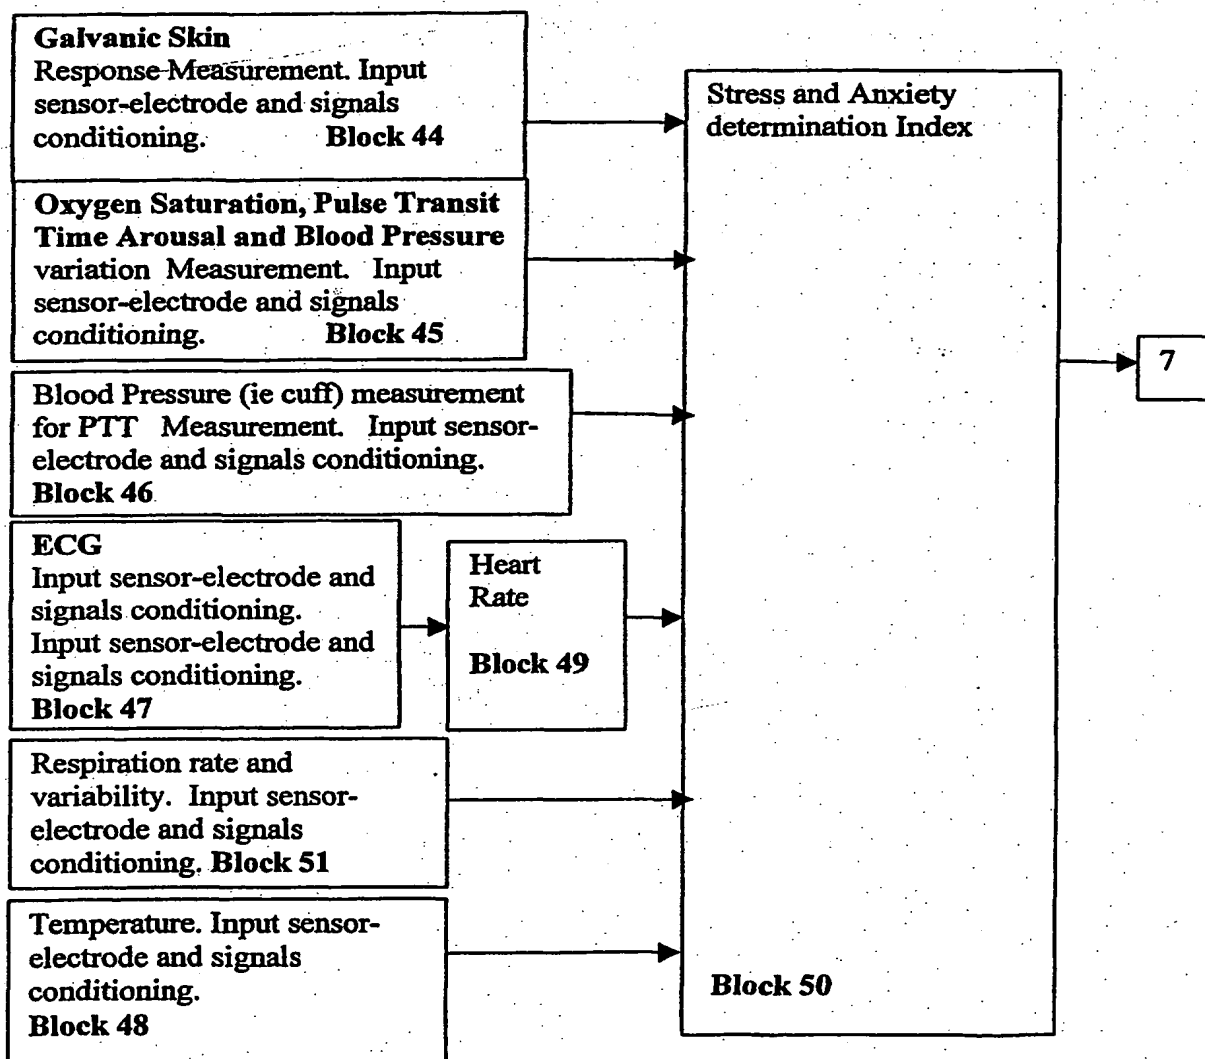 Galvanic Skin
Response Measurement. Input
sensor-electrode and signals
conditioning. Block 44
Oxygen Saturation, Pulse Transit
Time Arousal and Blood Pressure
variation Measurement. Input
sensor-electrode and signals
conditioning. Block 45
Blood Pressure (ie cuff) measurement
for PTT Measurement. Input sensor-
electrode and signals conditioning.
Block 46
ECG
Input sensor-electrode and
signals conditioning.
Input sensor-electrode and
signals conditioning.
Block 47
Heart
Rate
Block 49
Respiration rate and
variability. Input sensor-
electrode and signals
conditioning. Block 51
Temperature. Input sensor-
electrode and signals
conditioning.
Block 48
Stress and Anxiety
determination Index
Block 50
7